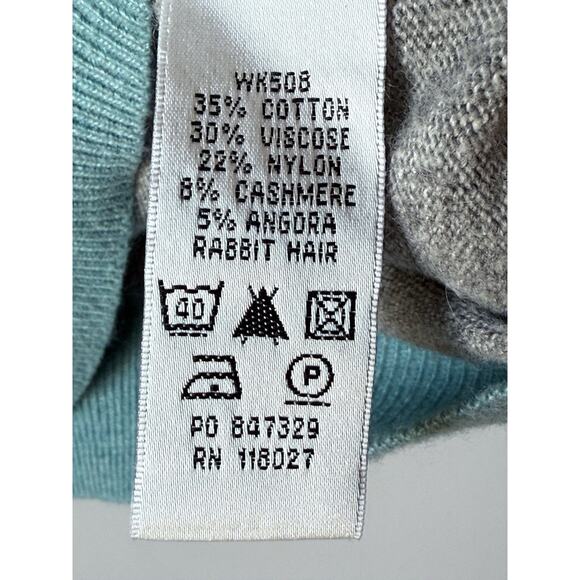 WK508
35% COTTON
30% VISCOSE
22% NYLON
8% CASHMERE
5% ANGORA
RABBIT HAIR
40
P
PO 847329
RN 118027